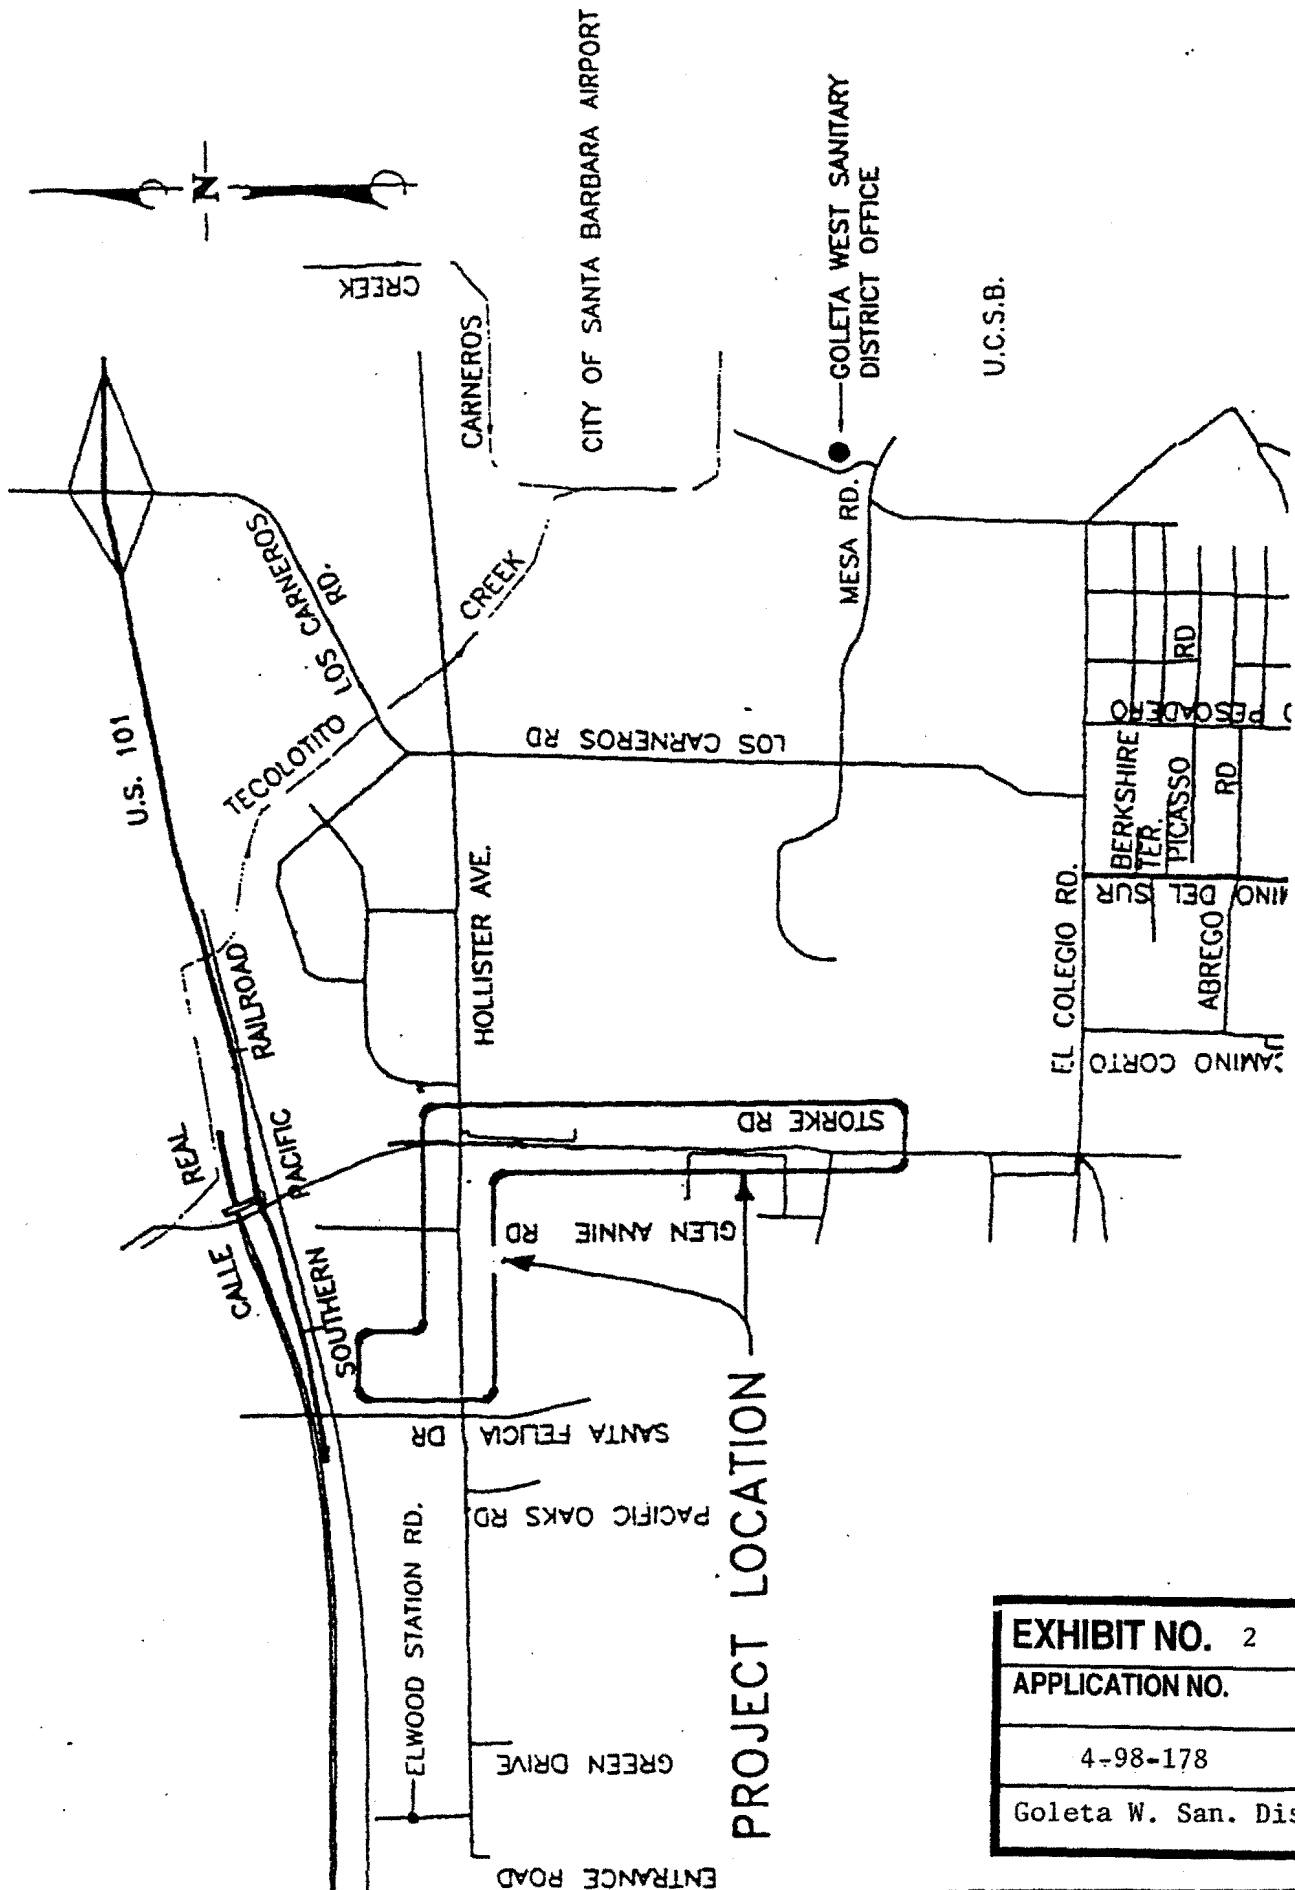 N
CITY OF SANTA BARBARA AIRPORT
GOLETA WEST SANITARY
DISTRICT OFFICE
U.C.S.B.
CREEK
CARNEROS
U.S. 101
LOS CARNEROS
LOS CARNEROS
RD.
TECOLOTITO
CREEK
MESA RD.
LOS CARNEROS RD
HOLLISTER AVE.
RAILROAD
PACIFIC
SOUTHERN
REAL
CALLE
STORKE RD
GLEN ANNIE RD
EL COLEGIO RD.
RD
PESCADERO
BERKSHIRE
TER.
PICASSO
RD
DEL SUR
ABREGO
CORTO
SANTA FELICIA DR
PACIFIC OAKS RD.
ELWOOD STATION RD.
GREEN DRIVE
ENTRANCE ROAD
PROJECT LOCATION
EXHIBIT NO. 2
APPLICATION NO.
4-98-178
Goleta W. San. Dis